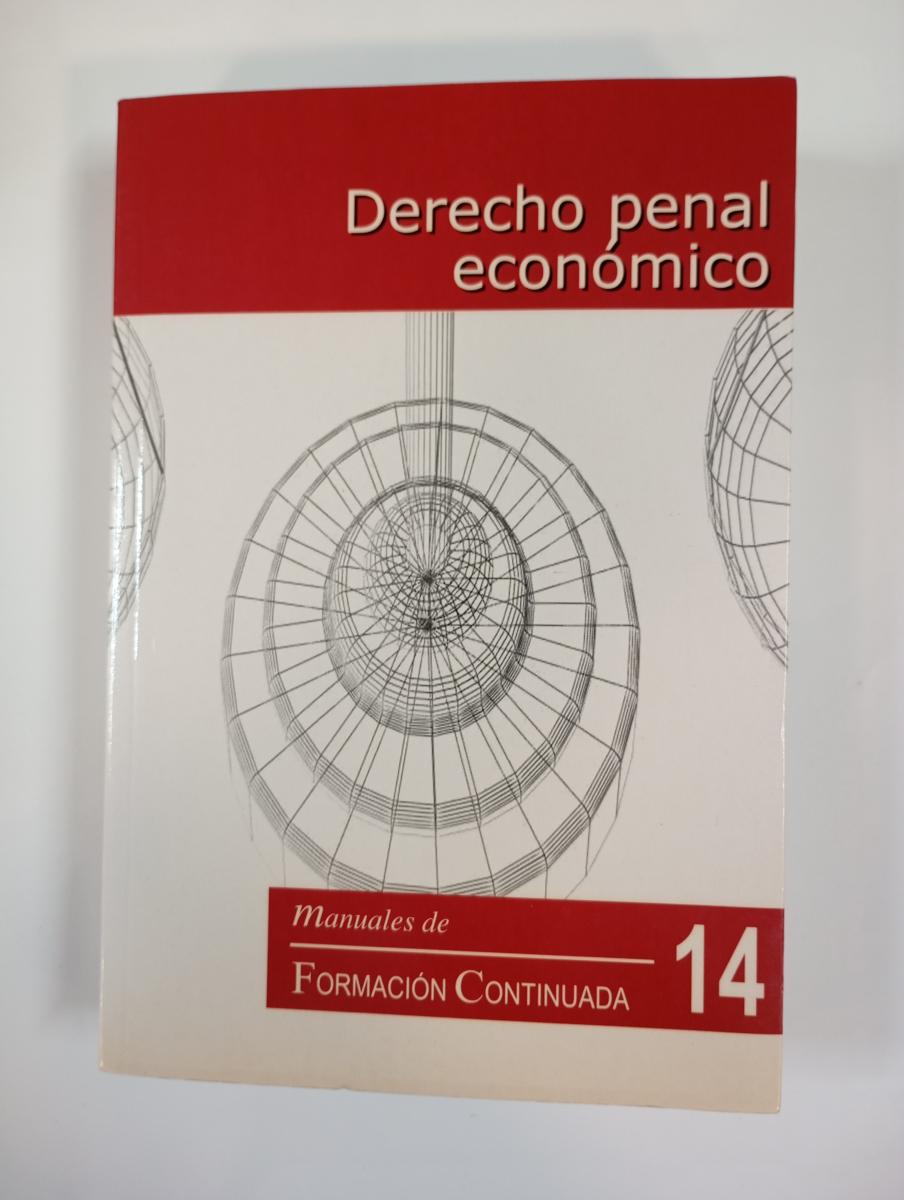 Derecho penal
económico
manuales de
FORMACIÓN CONTINUADA
14